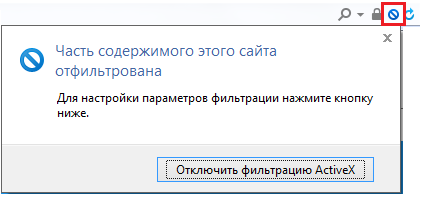 Часть содержимого этого сайта
отфильтрована
Для настройки параметров фильтрации нажмите кнопку
ниже.
Отключить фильтрацию ActiveX